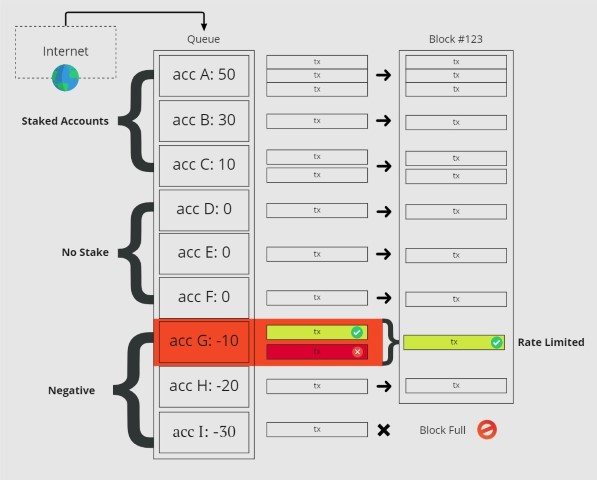 Internet
Queue
Block #123
Staked Accounts
acc A: 50
tx
tx
tx
tx
tx
tx
acc B: 30
tx
tx
acc C: 10
tx
tx
tx
tx
No Stake
acc D: 0
tx
tx
acc E: 0
tx
tx
acc F: 0
tx
tx
Negative
acc G: -10
tx
tx
tx
Rate Limited
acc H: -20
tx
tx
acc I: -30
tx
Block Full